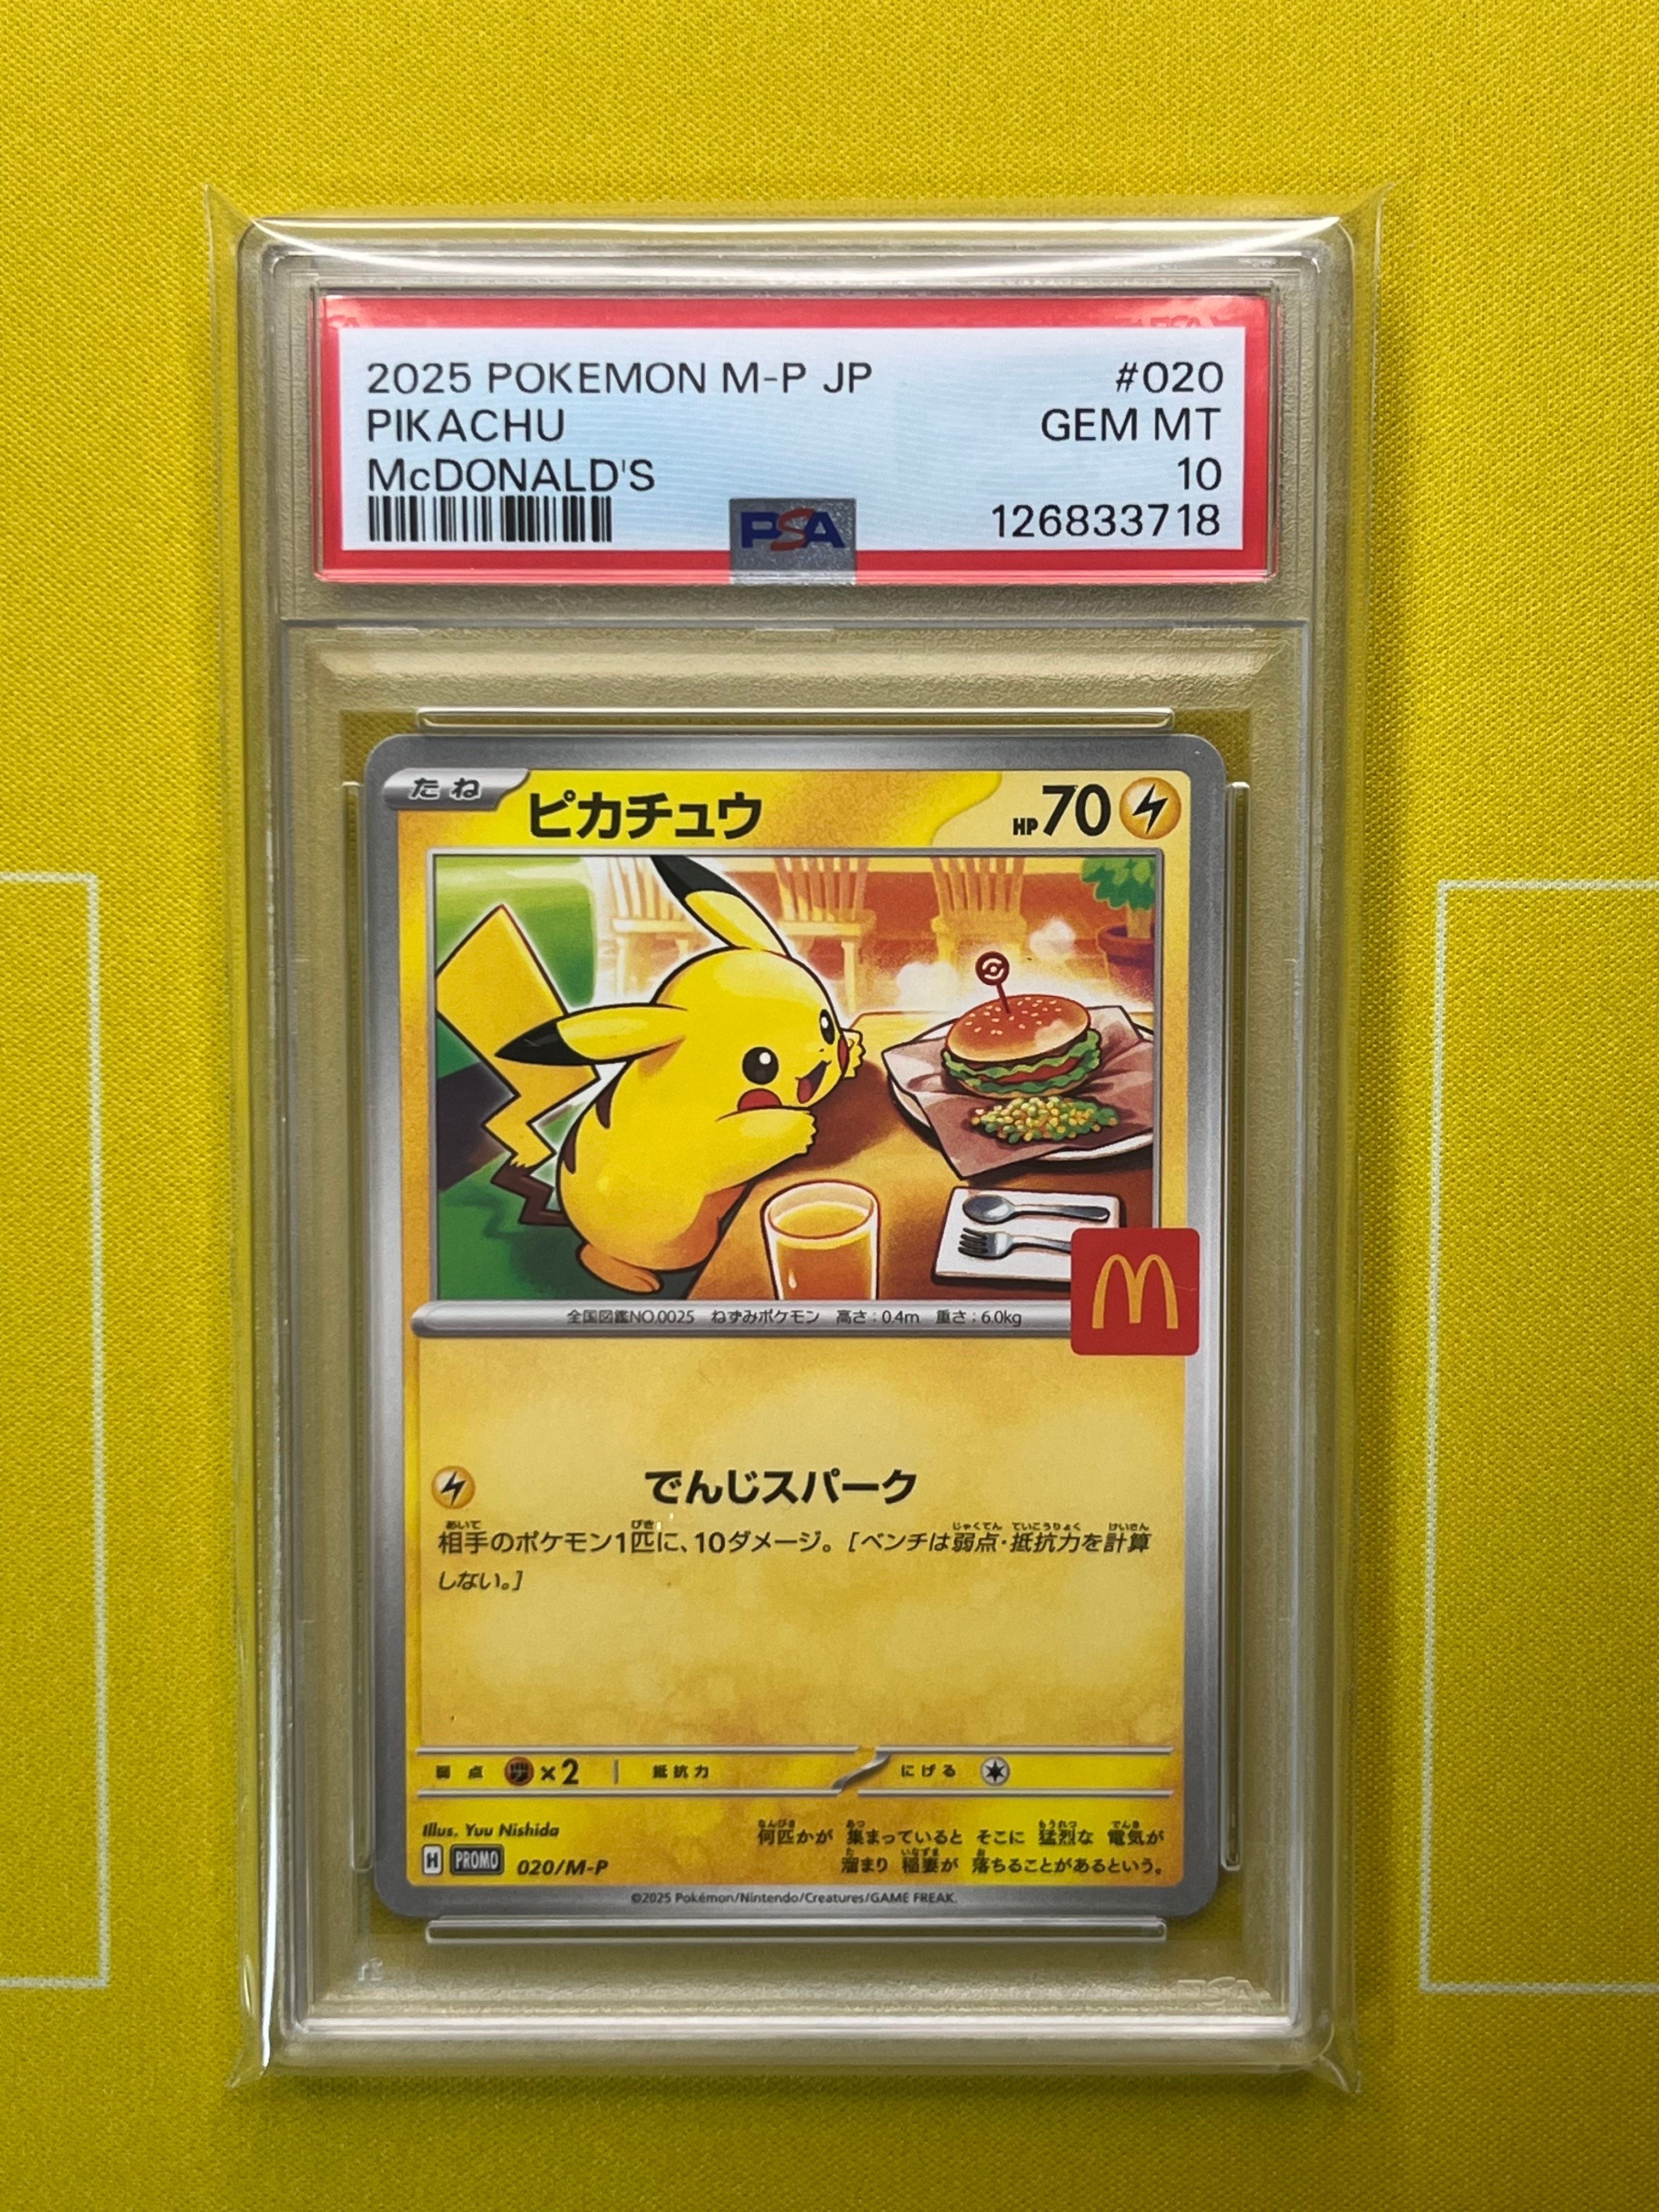 2025 POKEMON M-P JP #020
PIKACHU GEM MT
McDONALD'S 10
PSA 126833718
たね ピカチュウ HP70
M
全国図鑑NO.0025 ねずみポケモン 高さ:0.4m 重さ:6.0kg
でんじスパーク
相手のポケモン1匹に、10ダメージ。[ベンチは弱点・抵抗力を計算
しない。]
弱点 ×2 抵抗力 にげる
Illus. Yuu Nishida
何匹かが 集まっていると そこに 猛烈な 電気が
溜まり 稲妻が 落ちることがあるという。
H PROMO 020/M-P
©2025 Pokémon/Nintendo/Creatures/GAME FREAK.
PSA